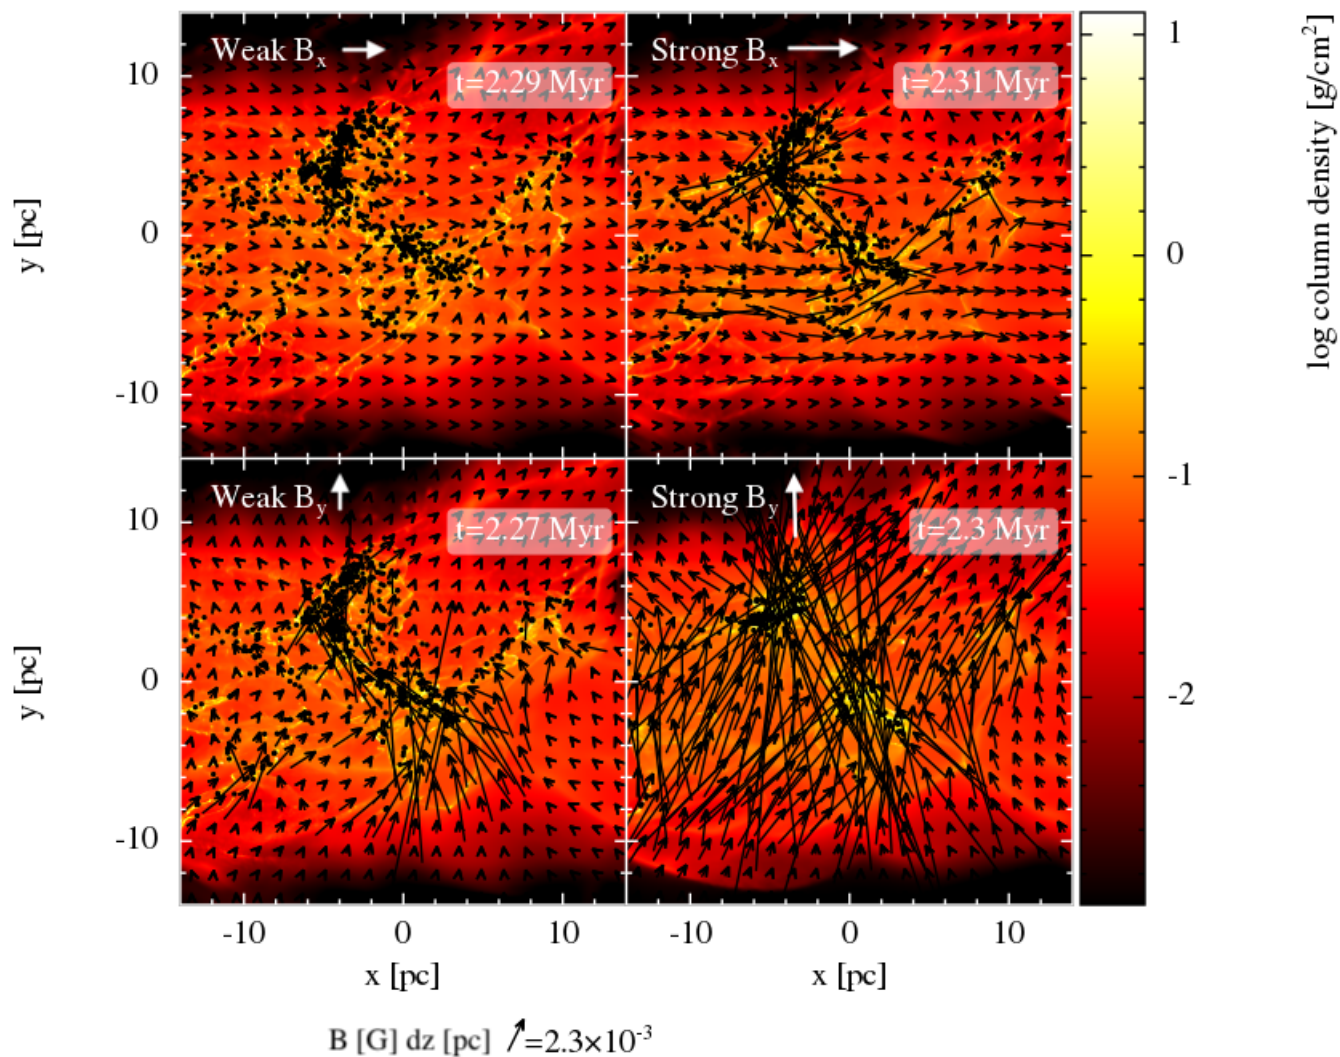 Weak Bx
t=2.29 Myr
Strong Bx
t=2.31 Myr
10
0
-10
y [pc]
Weak By
t=2.27 Myr
Strong By
t=2.3 Myr
10
0
-10
y [pc]
-10 0 10
-10 0 10
x [pc]
x [pc]
1
0
-1
-2
log column density [g/cm²]
B [G] dz [pc] =2.3×10⁻³